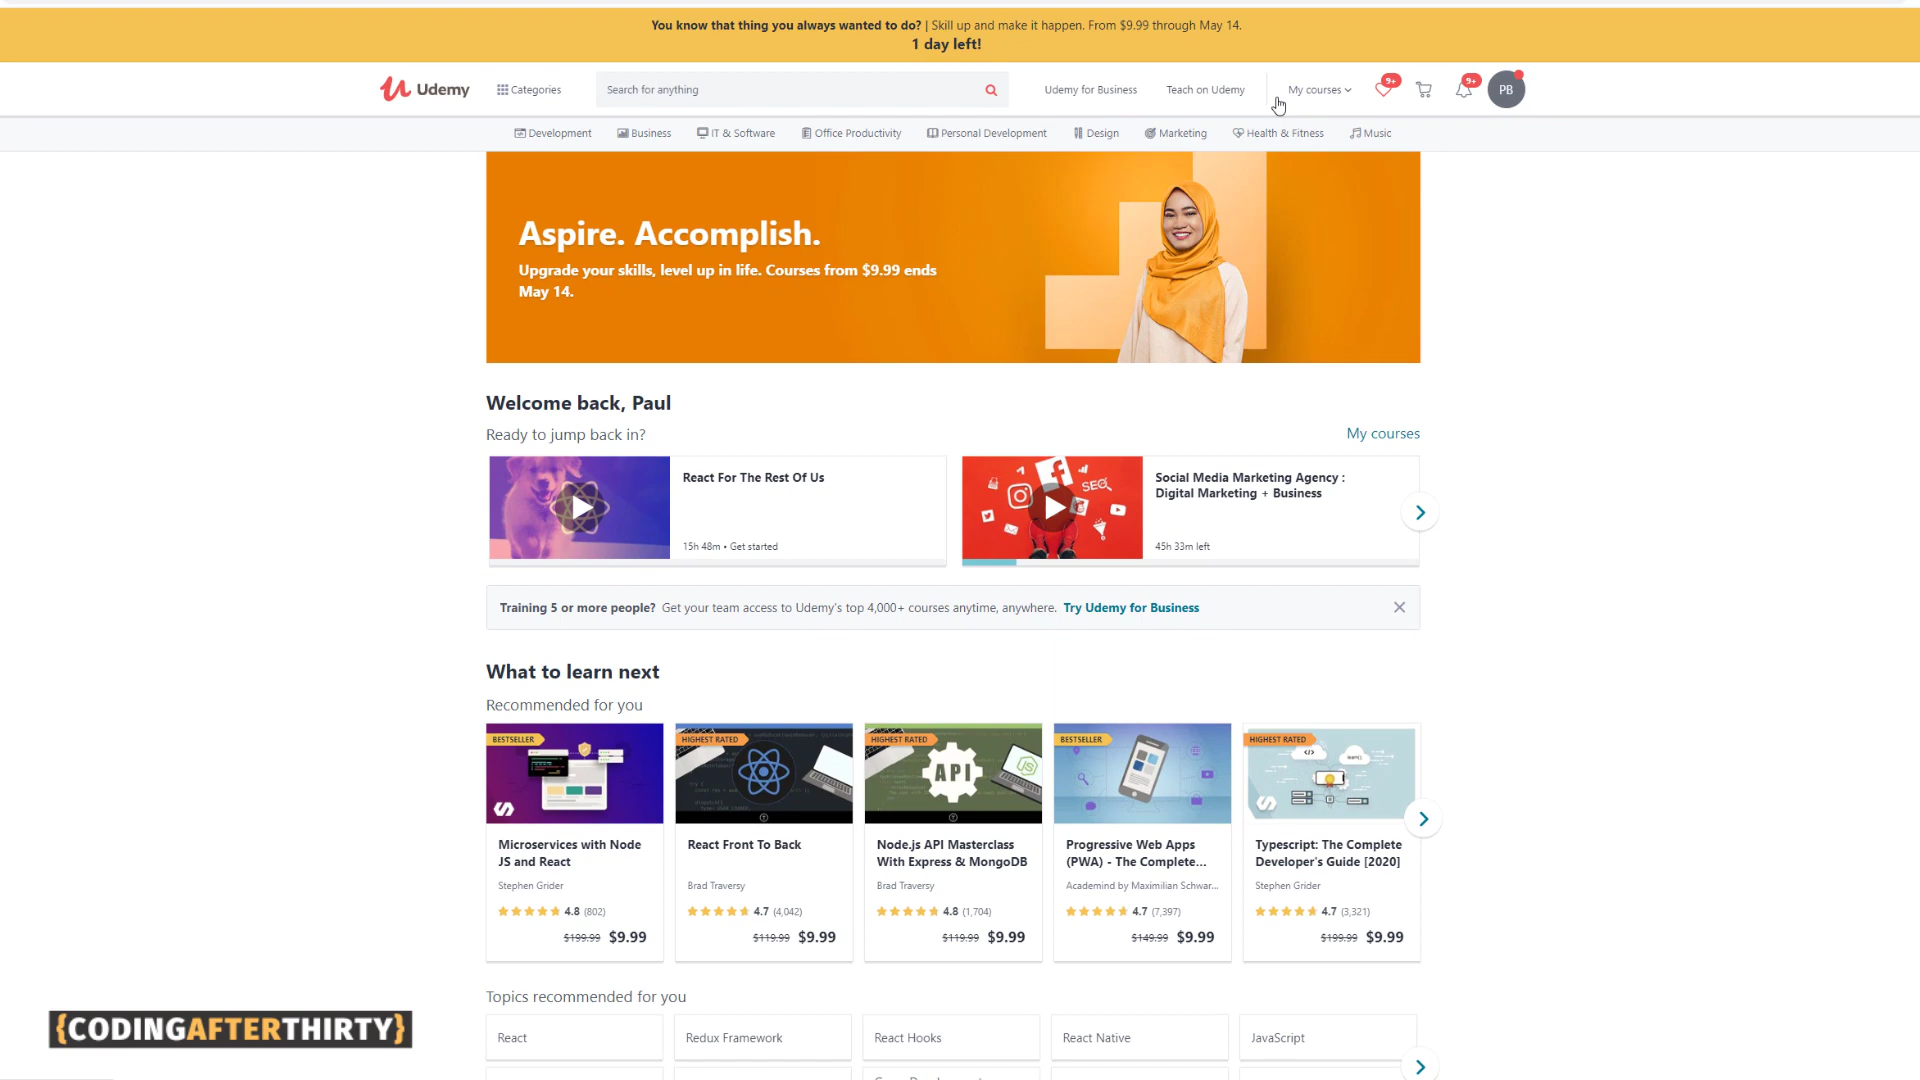 You know that thing you always wanted to do? | Skill up and make it happen. From $9.99 through May 14.
1 day left!
Udemy
Categories
Search for anything
Udemy for Business
Teach on Udemy
My courses
9+
9+
PB
Development
Business
IT & Software
Office Productivity
Personal Development
Design
Marketing
Health & Fitness
Music
Aspire. Accomplish.
Upgrade your skills, level up in life. Courses from $9.99 ends
May 14.
Welcome back, Paul
Ready to jump back in?
My courses
React For The Rest Of Us
15h 48m • Get started
SEO
Social Media Marketing Agency :
Digital Marketing + Business
45h 33m left
Training 5 or more people? Get your team access to Udemy's top 4,000+ courses anytime, anywhere. Try Udemy for Business
What to learn next
Recommended for you
BESTSELLER
Microservices with Node
JS and React
Stephen Grider
4.8 (802)
$199.99 $9.99
HIGHEST RATED
React Front To Back
Brad Traversy
4.7 (4,042)
$119.99 $9.99
HIGHEST RATED
API
JS
Node.js API Masterclass
With Express & MongoDB
Brad Traversy
4.8 (1,704)
$119.99 $9.99
BESTSELLER
Progressive Web Apps
(PWA) - The Complete...
Academind by Maximilian Schwar...
4.7 (7,397)
$149.99 $9.99
HIGHEST RATED
</>
Typescript: The Complete
Developer's Guide [2020]
Stephen Grider
4.7 (3,321)
$199.99 $9.99
Topics recommended for you
React
Redux Framework
React Hooks
React Native
JavaScript
{CODINGAFTERTHIRTY}